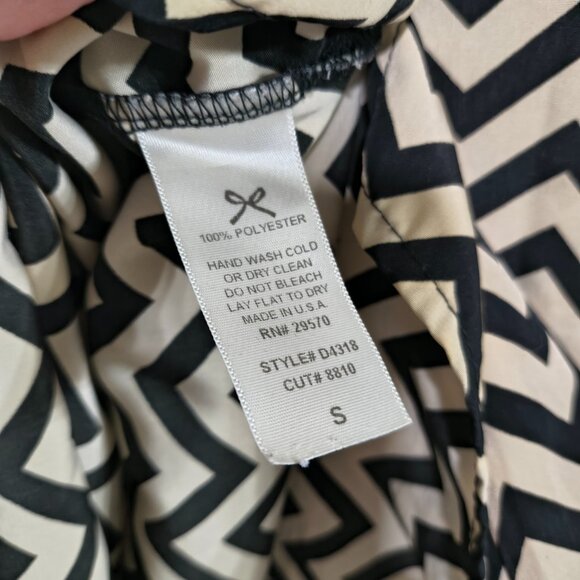 100% POLYESTER
HAND WASH COLD
OR DRY CLEAN
DO NOT BLEACH
LAY FLAT TO DRY
MADE IN U.S.A.
RN# 29570
STYLE# D4318
CUT# 8810
S